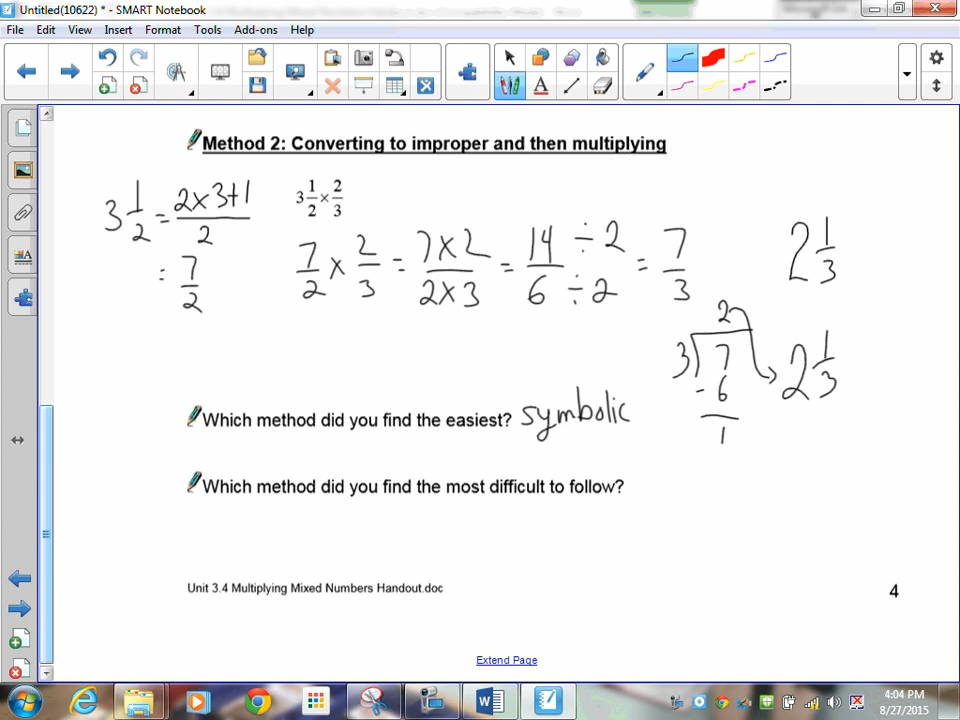 Untitled(10622) * - SMART Notebook
File Edit View Insert Format Tools Add-ons Help
Method 2: Converting to improper and then multiplying
3 1/2 = 2x3+1/2
3 1/2 × 2/3
= 7/2
7/2 x 2/3 = 7x2/2x3 = 14/6 ÷2/÷2 = 7/3
2 1/3
2
3 7 2 1/3
- 6
1
Which method did you find the easiest? symbolic
Which method did you find the most difficult to follow?
Unit 3.4 Multiplying Mixed Numbers Handout.doc
4
Extend Page
4:04 PM
8/27/2015